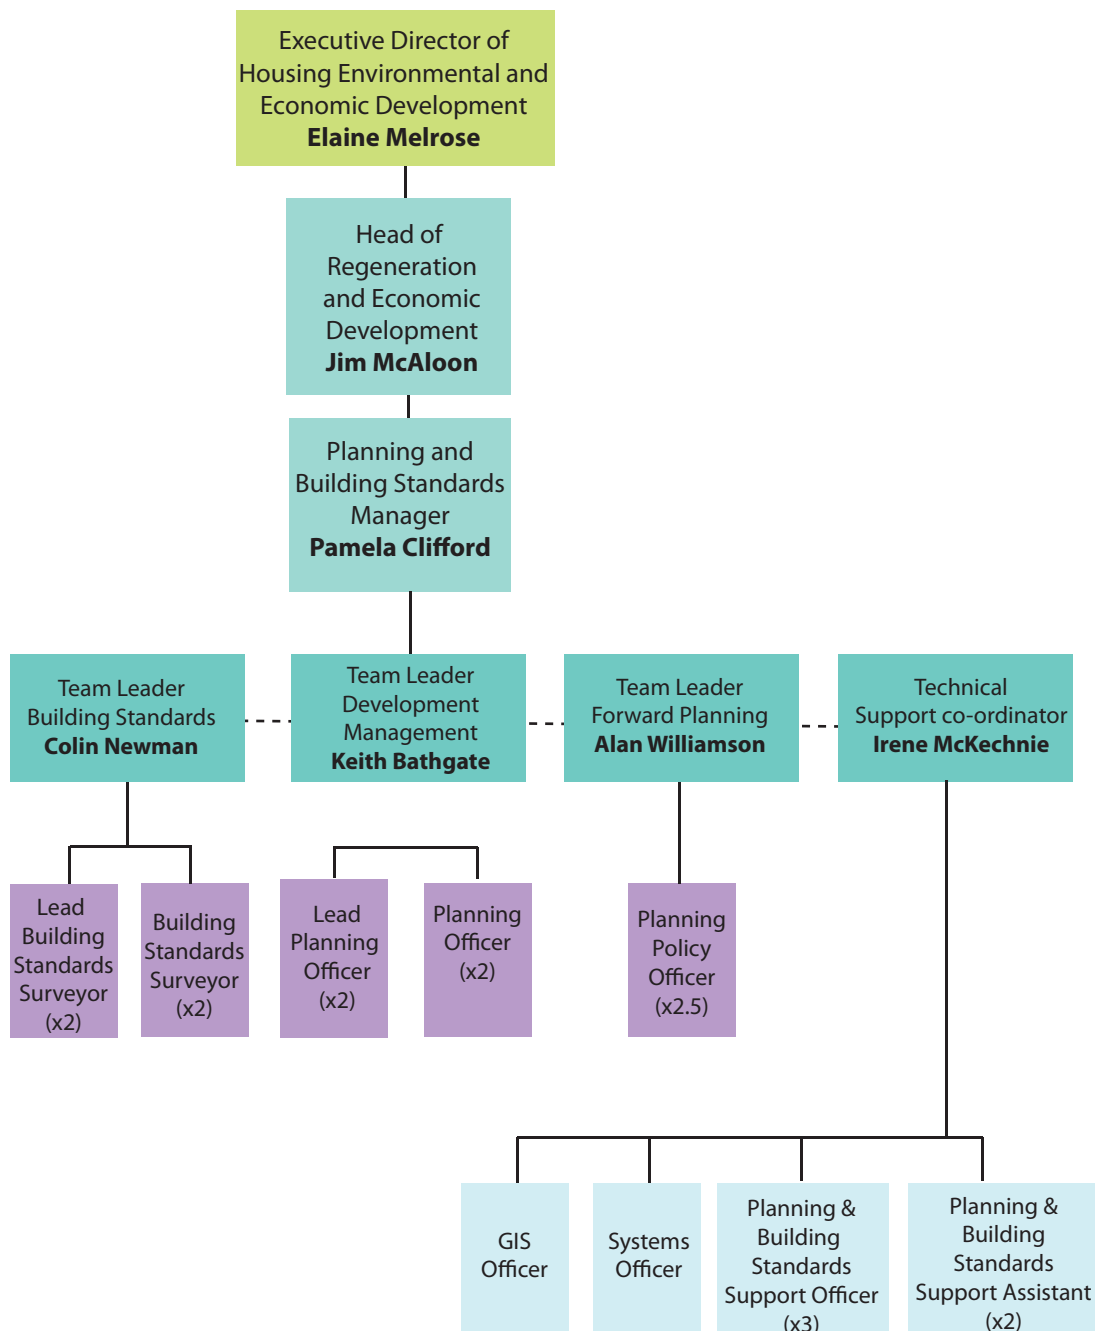 Executive Director of
Housing Environmental and
Economic Development
Elaine Melrose
Head of
Regeneration
and Economic
Development
Jim McAloon
Planning and
Building Standards
Manager
Pamela Clifford
Team Leader
Building Standards
Colin Newman
Team Leader
Development
Management
Keith Bathgate
Team Leader
Forward Planning
Alan Williamson
Technical
Support co-ordinator
Irene McKechnie
Lead
Building
Standards
Surveyor
(x2)
Building
Standards
Surveyor
(x2)
Lead
Planning
Officer
(x2)
Planning
Officer
(x2)
Planning
Policy
Officer
(x2.5)
GIS
Officer
Systems
Officer
Planning &
Building
Standards
Support Officer
(x3)
Planning &
Building
Standards
Support Assistant
(x2)